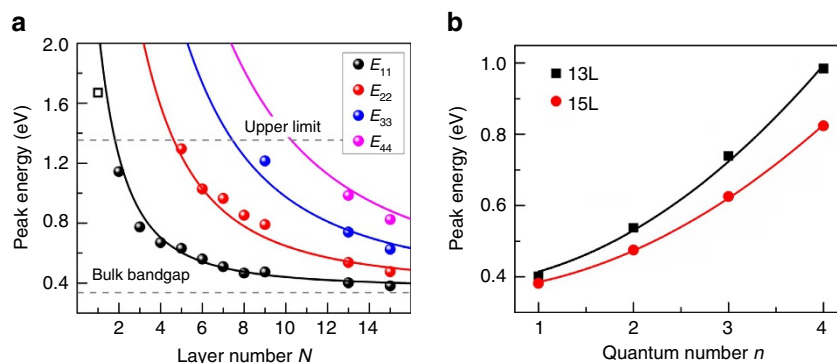 a
2.0
1.6
1.2
0.8
0.4
Peak energy (eV)
2 4 6 8 10 12 14
Layer number N
E11
E22
E33
E44
Upper limit
Bulk bandgap
b
1.0
0.8
0.6
0.4
Peak energy (eV)
1 2 3 4
Quantum number n
13L
15L